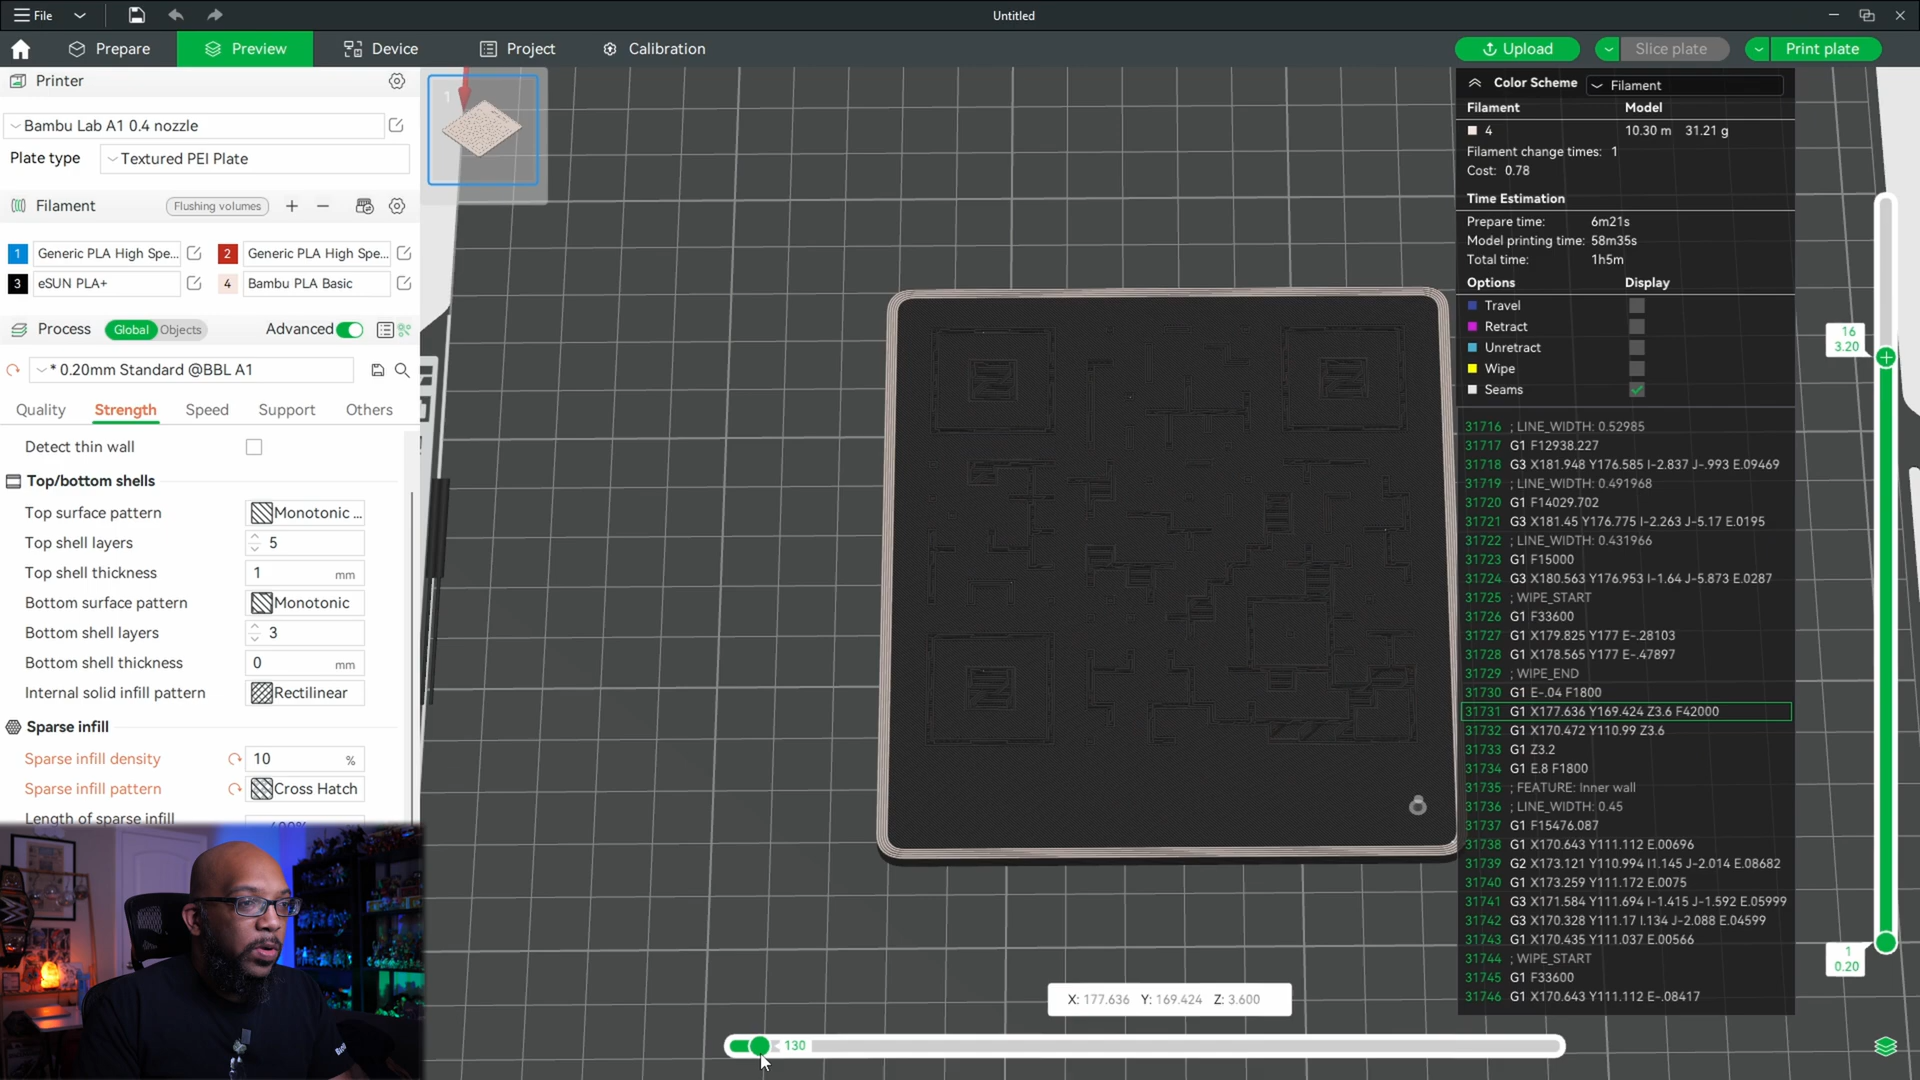 File
Untitled
Prepare
Preview
Device
Project
Calibration
Upload
Slice plate
Print plate
Printer
Bambu Lab A1 0.4 nozzle
Plate type
Textured PEI Plate
Filament
Flushing volumes
1 Generic PLA High Spe...
2 Generic PLA High Spe...
3 eSUN PLA+
4 Bambu PLA Basic
Process
Global
Objects
Advanced
* 0.20mm Standard @BBL A1
Quality
Strength
Speed
Support
Others
Detect thin wall
Top/bottom shells
Top surface pattern Monotonic ...
Top shell layers 5
Top shell thickness 1 mm
Bottom surface pattern Monotonic
Bottom shell layers 3
Bottom shell thickness 0 mm
Internal solid infill pattern Rectilinear
Sparse infill
Sparse infill density 10 %
Sparse infill pattern Cross Hatch
Length of sparse infill
Color Scheme Filament
Filament Model
4 10.30 m 31.21 g
Filament change times: 1
Cost: 0.78
Time Estimation
Prepare time: 6m21s
Model printing time: 58m35s
Total time: 1h5m
Options Display
Travel
Retract
Unretract
Wipe
Seams
31716 ; LINE_WIDTH: 0.52985
31717 G1 F12938.227
31718 G3 X181.948 Y176.585 I-2.837 J-.993 E.09469
31719 ; LINE_WIDTH: 0.491968
31720 G1 F14029.702
31721 G3 X181.45 Y176.775 I-2.263 J-5.17 E.0195
31722 ; LINE_WIDTH: 0.431966
31723 G1 F15000
31724 G3 X180.563 Y176.953 I-1.64 J-5.873 E.0287
31725 ; WIPE_START
31726 G1 F33600
31727 G1 X179.825 Y177 E-.28103
31728 G1 X178.565 Y177 E-.47897
31729 ; WIPE_END
31730 G1 E-.04 F1800
31731 G1 X177.636 Y169.424 Z3.6 F42000
31732 G1 X170.472 Y110.99 Z3.6
31733 G1 Z3.2
31734 G1 E.8 F1800
31735 ; FEATURE: Inner wall
31736 ; LINE_WIDTH: 0.45
31737 G1 F15476.087
31738 G1 X170.643 Y111.112 E.00696
31739 G2 X173.121 Y110.994 I1.145 J-2.014 E.08682
31740 G1 X173.259 Y111.172 E.0075
31741 G3 X171.584 Y111.694 I-1.415 J-1.592 E.05999
31742 G3 X170.328 Y111.17 I.134 J-2.088 E.04599
31743 G1 X170.435 Y111.037 E.00566
31744 ; WIPE_START
31745 G1 F33600
31746 G1 X170.643 Y111.112 E-.08417
16
3.20
1
0.20
X: 177.636 Y: 169.424 Z: 3.600
130